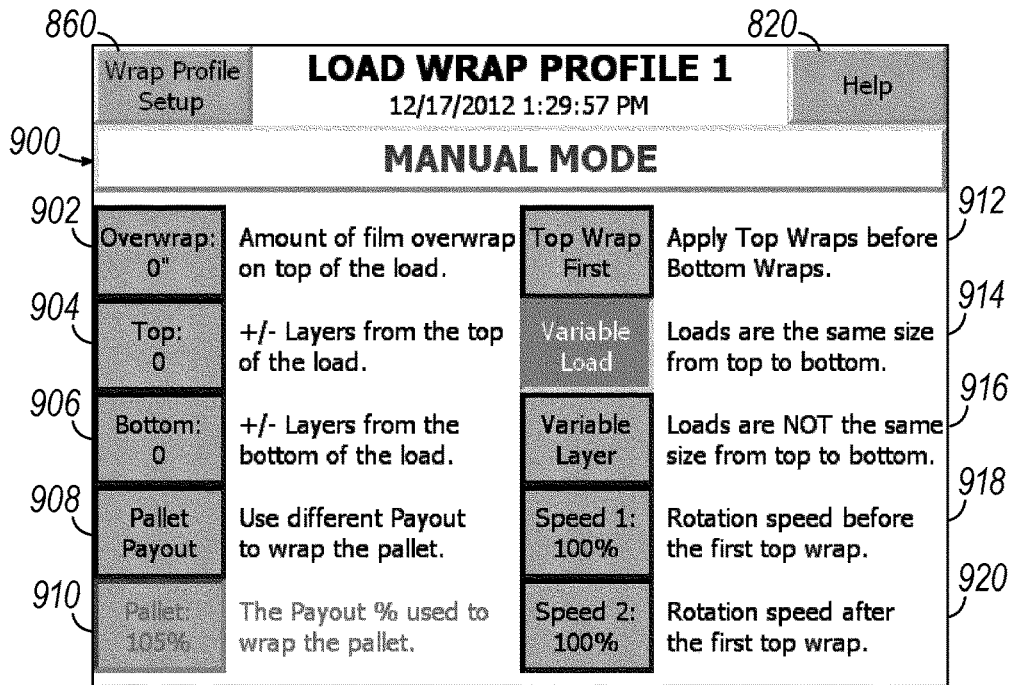 860
820
Wrap Profile
Setup
LOAD WRAP PROFILE 1
12/17/2012 1:29:57 PM
Help
900
MANUAL MODE
902
Overwrap:
0"
Amount of film overwrap
on top of the load.
Top Wrap
First
Apply Top Wraps before
Bottom Wraps.
912
904
Top:
0
+/- Layers from the top
of the load.
Variable
Load
Loads are the same size
from top to bottom.
914
906
Bottom:
0
+/- Layers from the
bottom of the load.
Variable
Layer
Loads are NOT the same
size from top to bottom.
916
908
Pallet
Payout
Use different Payout
to wrap the pallet.
Speed 1:
100%
Rotation speed before
the first top wrap.
918
910
Pallet:
105%
The Payout % used to
wrap the pallet.
Speed 2:
100%
Rotation speed after
the first top wrap.
920